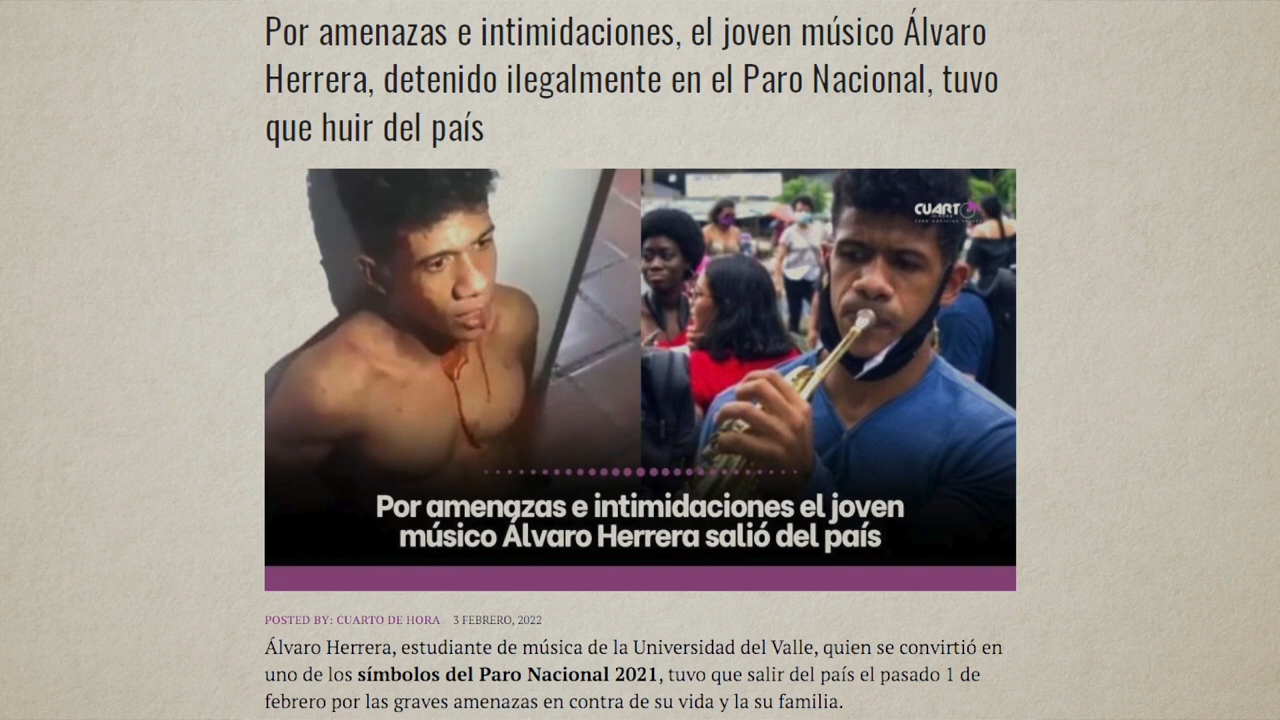 Por amenazas e intimidaciones, el joven músico Álvaro
Herrera, detenido ilegalmente en el Paro Nacional, tuvo
que huir del país
CUARTO
Por amenazas e intimidaciones el joven
músico Álvaro Herrera salió del país
POSTED BY: CUARTO DE HORA 3 FEBRERO, 2022
Álvaro Herrera, estudiante de música de la Universidad del Valle, quien se convirtió en
uno de los símbolos del Paro Nacional 2021, tuvo que salir del país el pasado 1 de
febrero por las graves amenazas en contra de su vida y la su familia.